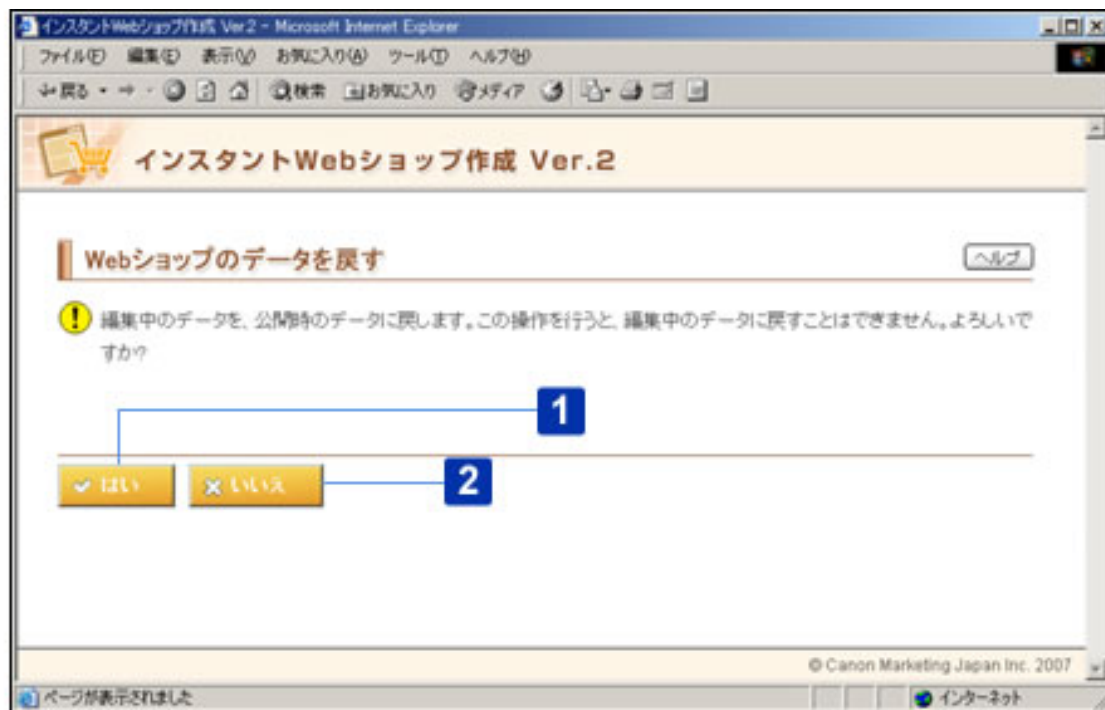 インスタントWebショップ作成 Ver.2 - Microsoft Internet Explorer
ファイル(F) 編集(E) 表示(V) お気に入り(A) ツール(T) ヘルプ(H)
戻る 検索 お気に入り メディア
インスタントWebショップ作成 Ver.2
Webショップのデータを戻す ヘルプ
編集中のデータを、公開時のデータに戻します。この操作を行うと、編集中のデータに戻すことはできません。よろしいで
すか?
1
はい いいえ 2
© Canon Marketing Japan Inc. 2007
ページが表示されました インターネット